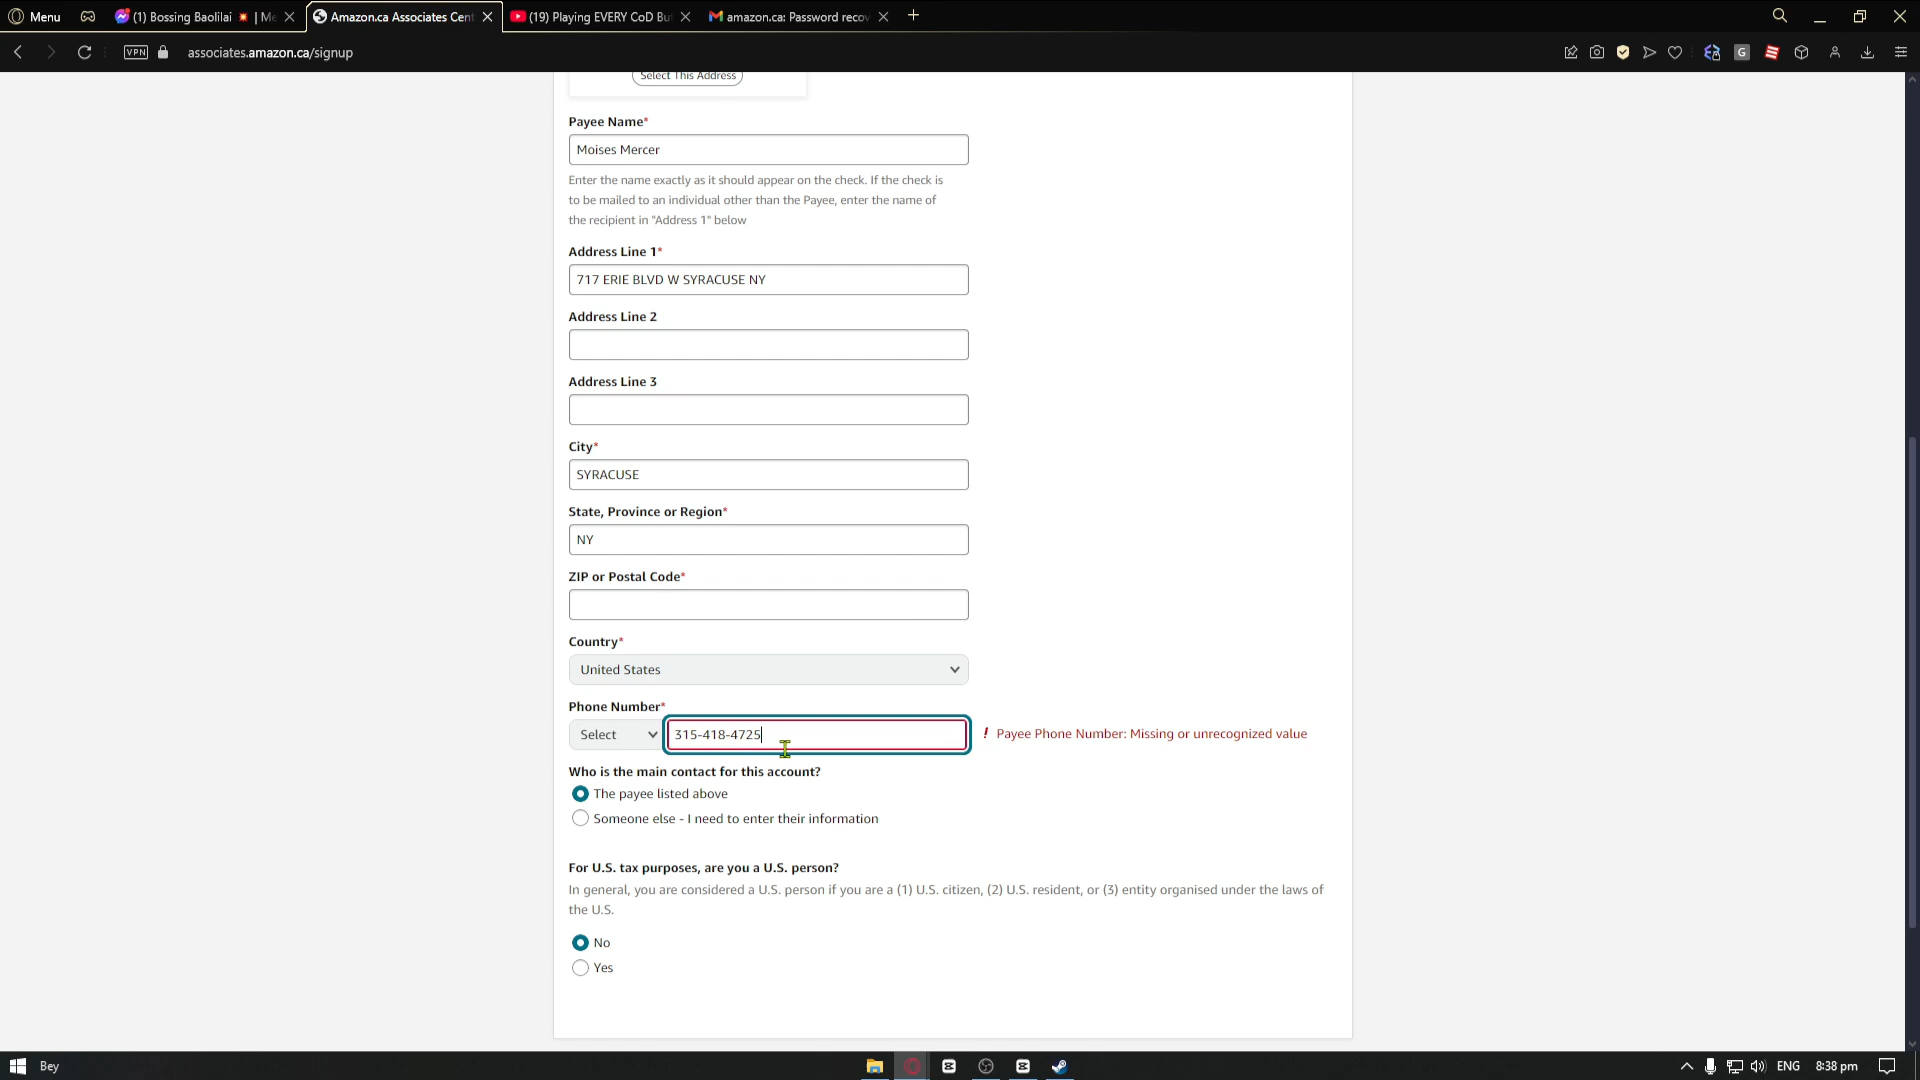 Menu
(1) Bossing Baolilai 💥 | Me
Amazon.ca Associates Cent
(19) Playing EVERY CoD Bu
amazon.ca: Password recov
VPN
associates.amazon.ca/signup
G
Select This Address
Payee Name*
Moises Mercer
Enter the name exactly as it should appear on the check. If the check is
to be mailed to an individual other than the Payee, enter the name of
the recipient in "Address 1" below
Address Line 1*
717 ERIE BLVD W SYRACUSE NY
Address Line 2
Address Line 3
City*
SYRACUSE
State, Province or Region*
NY
ZIP or Postal Code*
Country*
United States
Phone Number*
Select
315-418-4725
! Payee Phone Number: Missing or unrecognized value
Who is the main contact for this account?
The payee listed above
Someone else - I need to enter their information
For U.S. tax purposes, are you a U.S. person?
In general, you are considered a U.S. person if you are a (1) U.S. citizen, (2) U.S. resident, or (3) entity organised under the laws of
the U.S.
No
Yes
Bey
ENG
8:38 pm